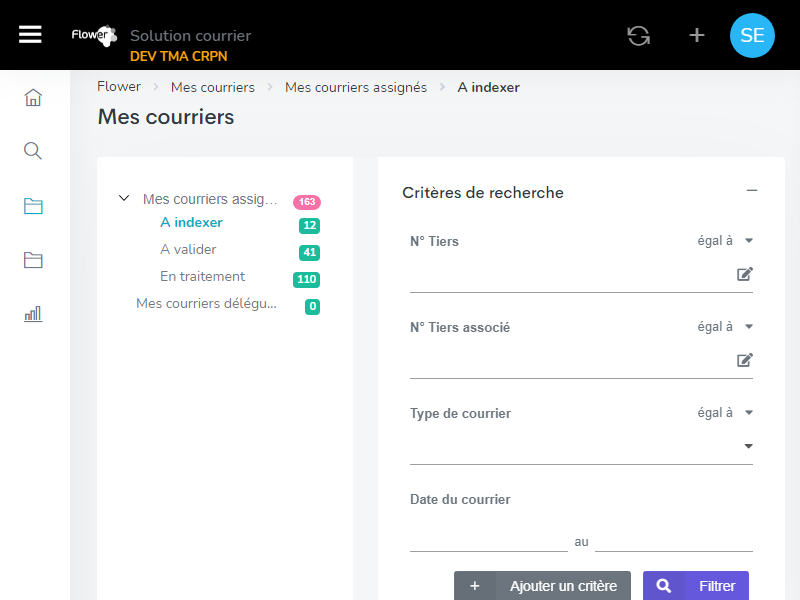 Flower
Solution courrier
DEV TMA CRPN
SE
Flower > Mes courriers > Mes courriers assignés > A indexer
Mes courriers
Mes courriers assig... 163
A indexer 12
A valider 41
En traitement 110
Mes courriers délégu... 0
Critères de recherche
N° Tiers égal à
N° Tiers associé égal à
Type de courrier égal à
Date du courrier
au
+ Ajouter un critère
Filtrer